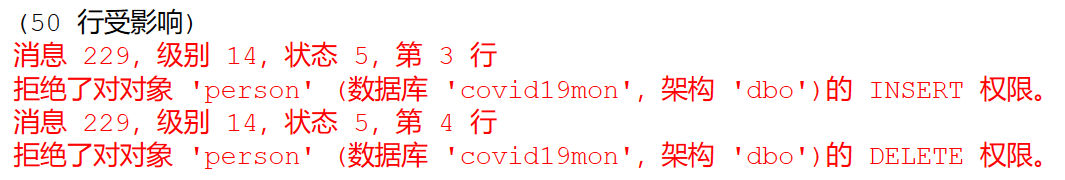 (50 行受影响)
消息 229, 级别 14, 状态 5, 第 3 行
拒绝了对对象 'person' (数据库 'covid19mon', 架构 'dbo')的 INSERT 权限。
消息 229, 级别 14, 状态 5, 第 4 行
拒绝了对对象 'person' (数据库 'covid19mon', 架构 'dbo')的 DELETE 权限。